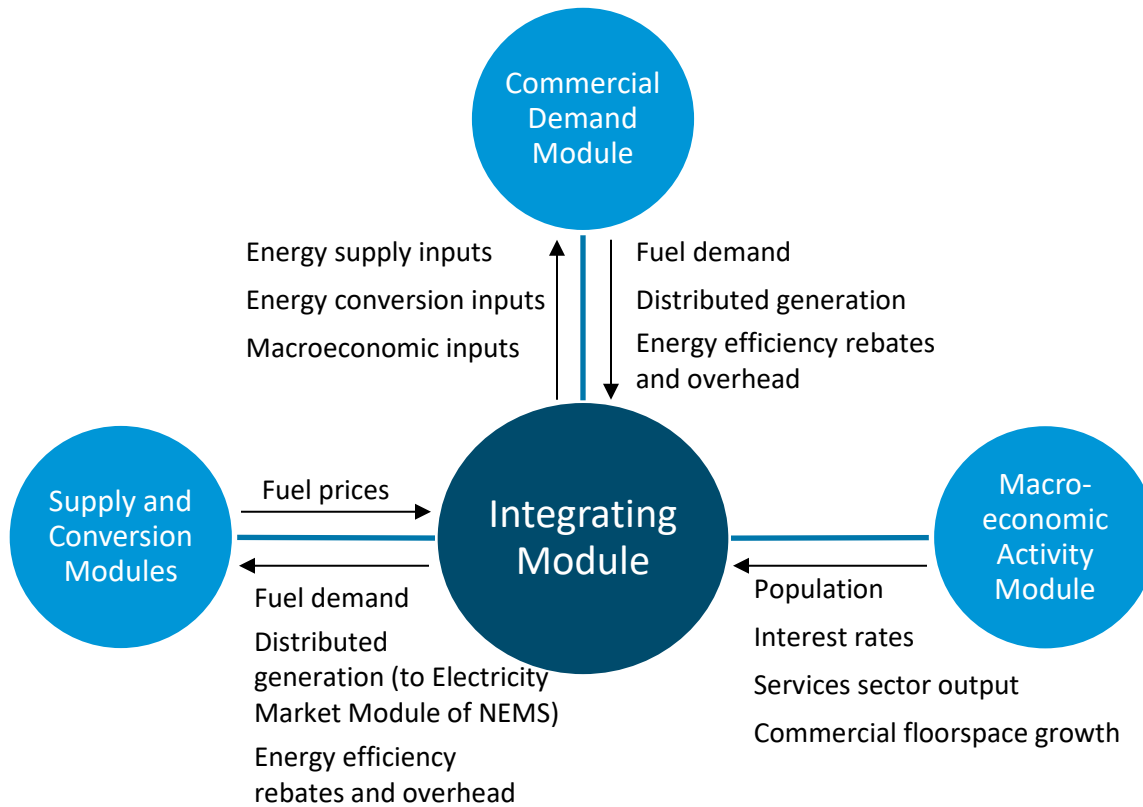 Commercial
Demand
Module
Energy supply inputs
Energy conversion inputs
Macroeconomic inputs
Fuel demand
Distributed generation
Energy efficiency rebates
and overhead
Supply and
Conversion
Modules
Fuel prices
Integrating
Module
Macro-
economic
Activity
Module
Fuel demand
Distributed
generation (to Electricity
Market Module of NEMS)
Energy efficiency
rebates and overhead
Population
Interest rates
Services sector output
Commercial floorspace growth